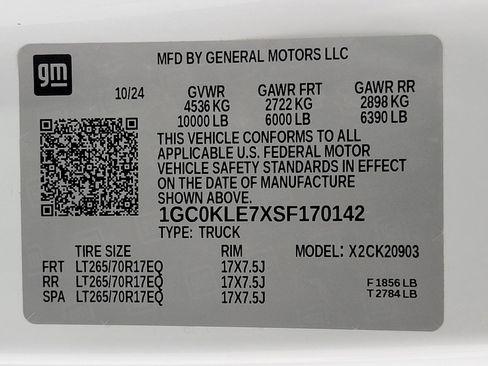 gm
MFD BY GENERAL MOTORS LLC
10/24 GVWR GAWR FRT GAWR RR
4536 KG 2722 KG 2898 KG
10000 LB 6000 LB 6390 LB
THIS VEHICLE CONFORMS TO ALL
APPLICABLE U.S. FEDERAL MOTOR
VEHICLE SAFETY STANDARDS IN EFFECT
ON THE DATE OF MANUFACTURE
SHOWN ABOVE.
1GC0KLE7XSF170142
TYPE: TRUCK
TIRE SIZE RIM MODEL: X2CK20903
FRT LT265/70R17EQ 17X7.5J
RR LT265/70R17EQ 17X7.5J F 1856 LB
SPA LT265/70R17EQ 17X7.5J T 2784 LB